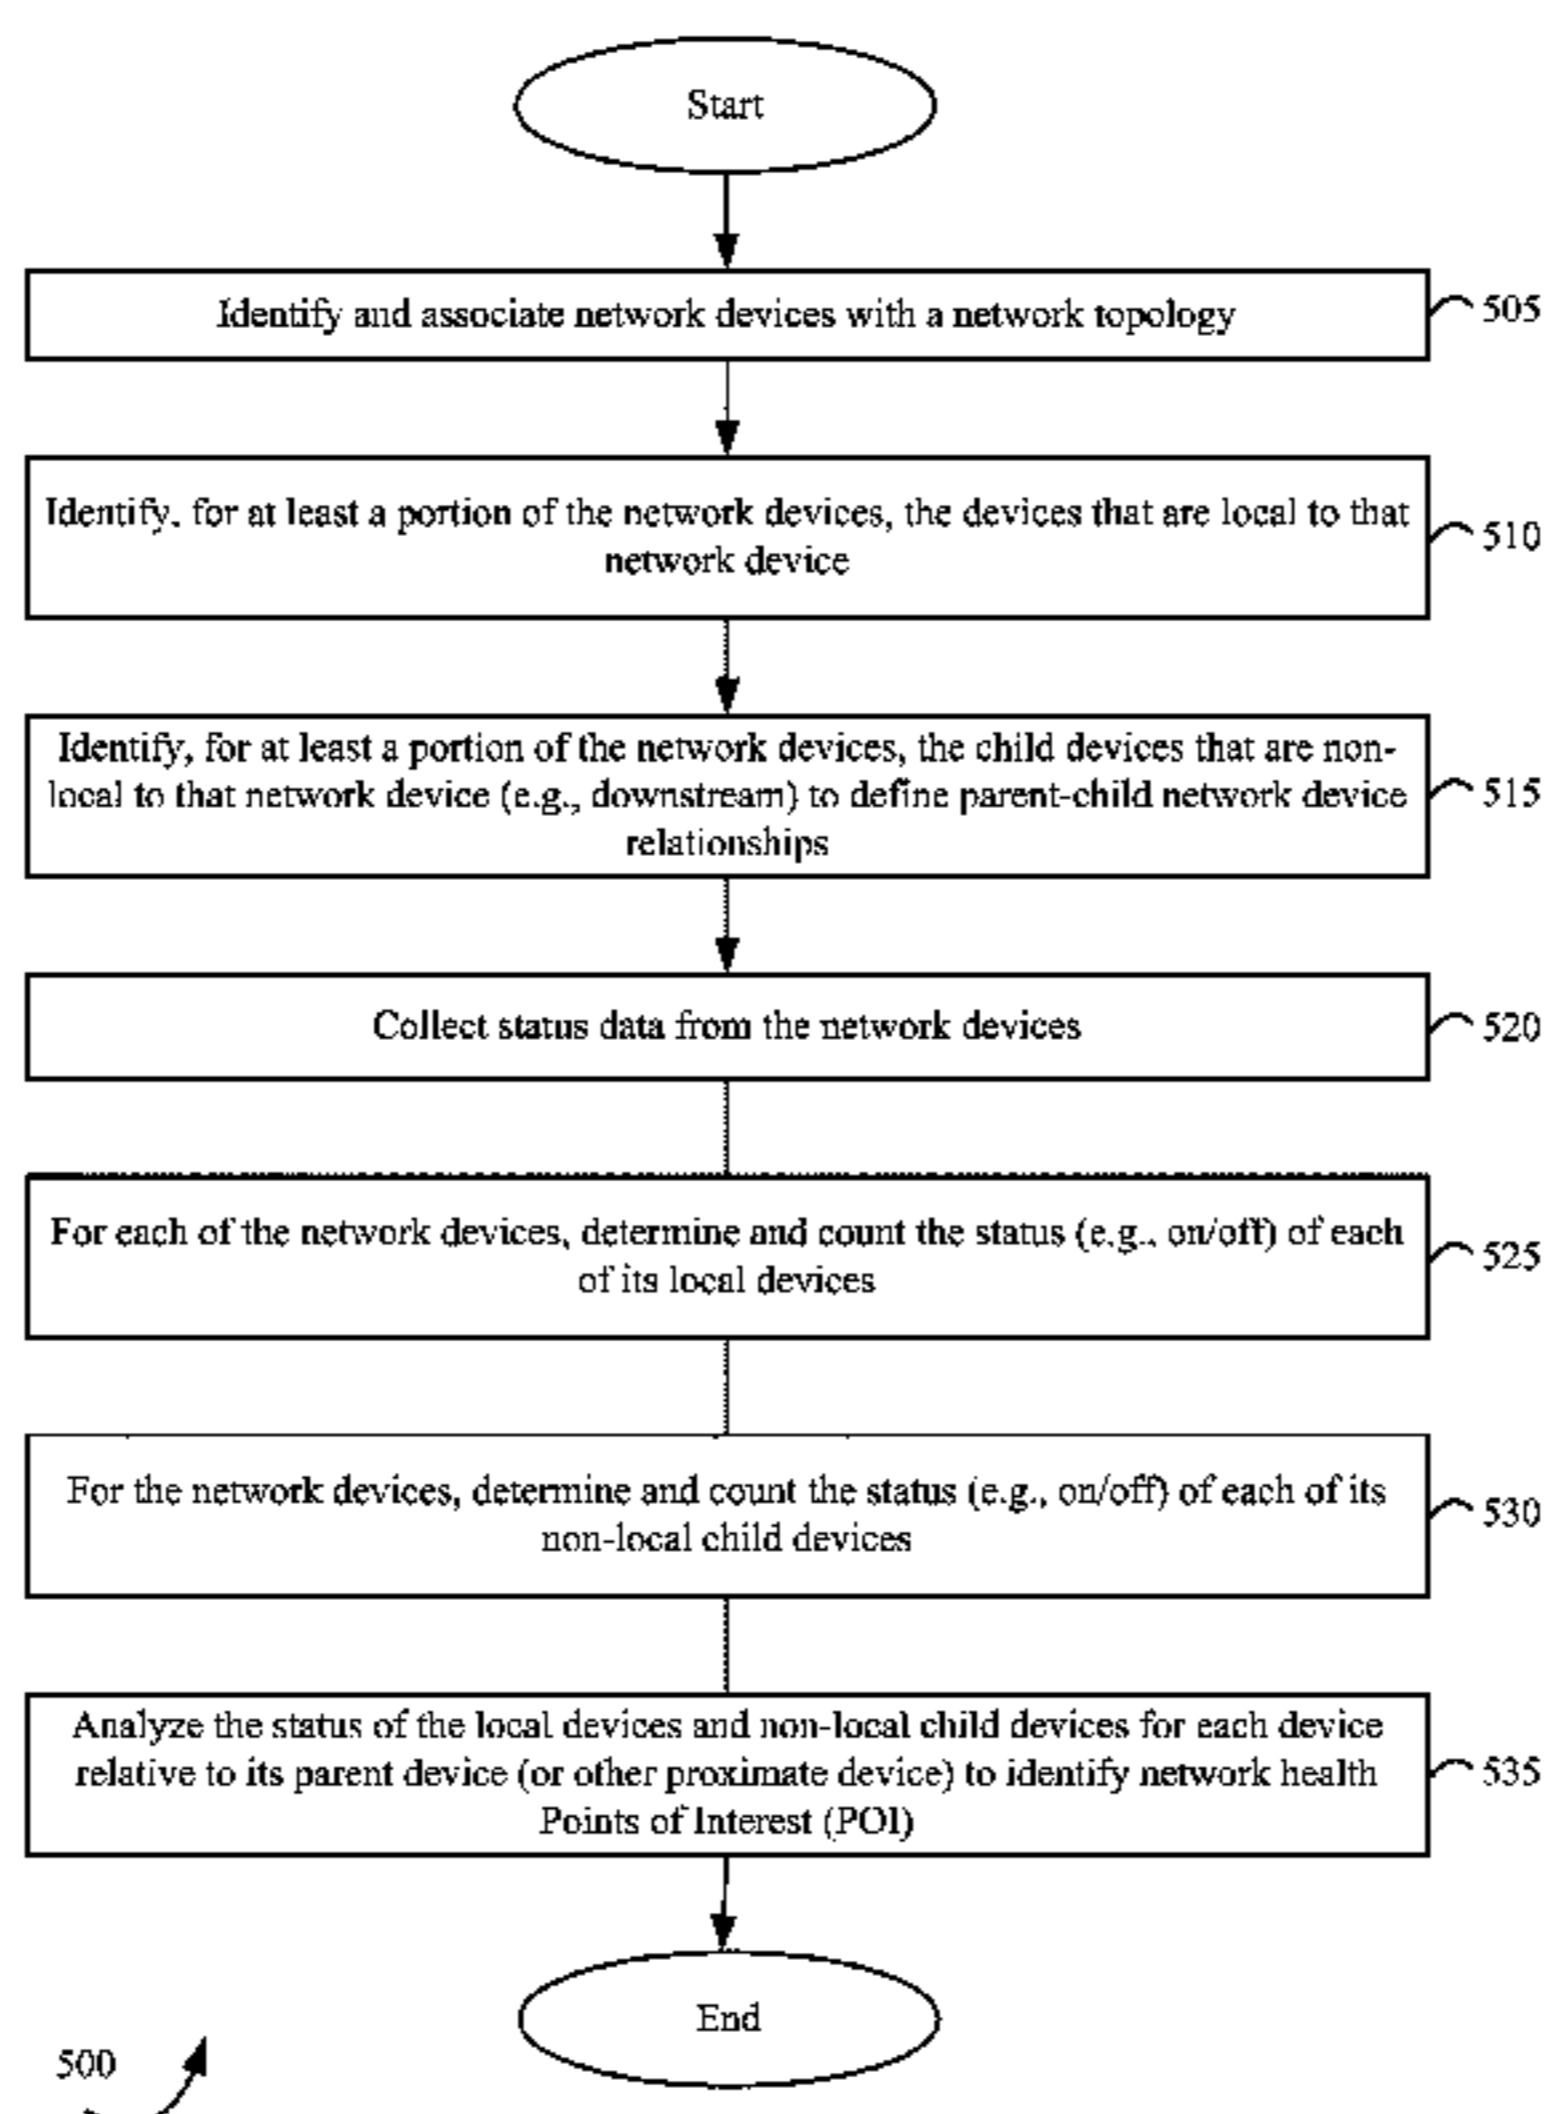 Start
Identify and associate network devices with a network topology
505
Identify, for at least a portion of the network devices, the devices that are local to that
network device
510
Identify, for at least a portion of the network devices, the child devices that are non-
local to that network device (e.g., downstream) to define parent-child network device
relationships
515
Collect status data from the network devices
520
For each of the network devices, determine and count the status (e.g., on/off) of each
of its local devices
525
For the network devices, determine and count the status (e.g., on/off) of each of its
non-local child devices
530
Analyze the status of the local devices and non-local child devices for each device
relative to its parent device (or other proximate device) to identify network health
Points of Interest (POI)
535
End
500